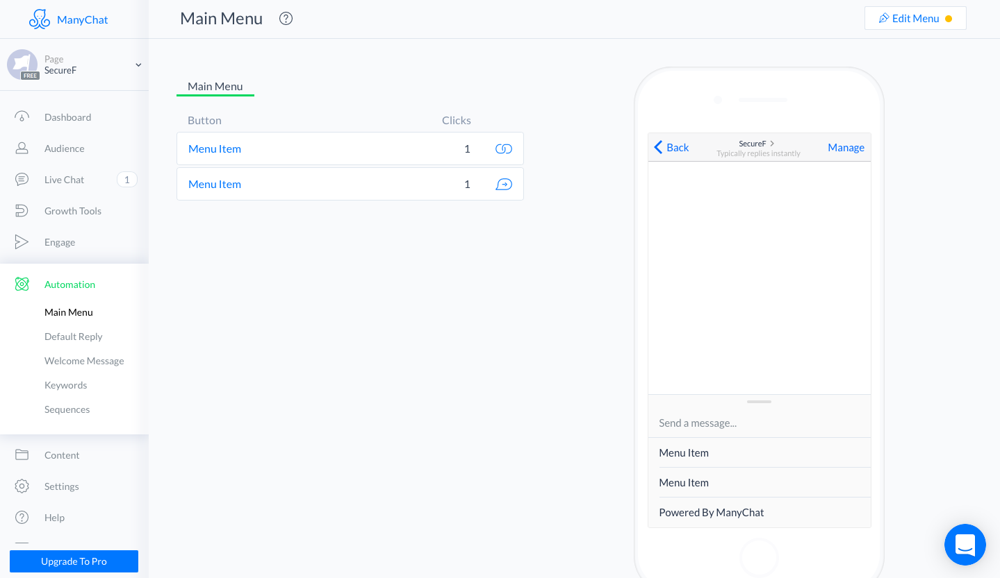 ManyChat
Main Menu
Edit Menu
Page
SecureF
FREE
Dashboard
Audience
Live Chat 1
Growth Tools
Engage
Automation
Main Menu
Default Reply
Welcome Message
Keywords
Sequences
Content
Settings
Help
Upgrade To Pro
Main Menu
Button Clicks
Menu Item 1
Menu Item 1
Back SecureF Manage
Typically replies instantly
Send a message...
Menu Item
Menu Item
Powered By ManyChat